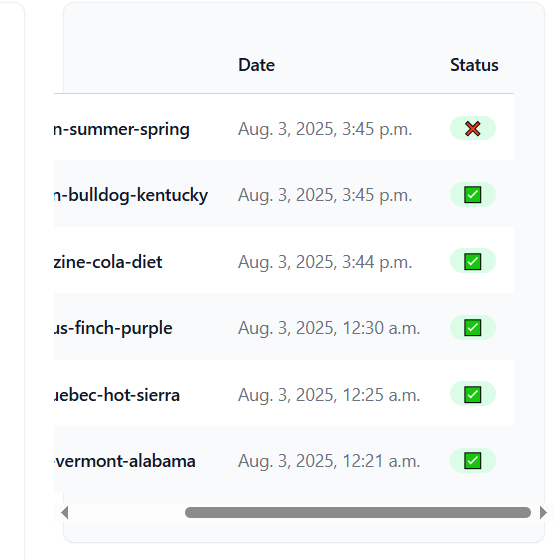 Date Status
n-summer-spring Aug. 3, 2025, 3:45 p.m.
n-bulldog-kentucky Aug. 3, 2025, 3:45 p.m.
zine-cola-diet Aug. 3, 2025, 3:44 p.m.
us-finch-purple Aug. 3, 2025, 12:30 a.m.
uebec-hot-sierra Aug. 3, 2025, 12:25 a.m.
-vermont-alabama Aug. 3, 2025, 12:21 a.m.